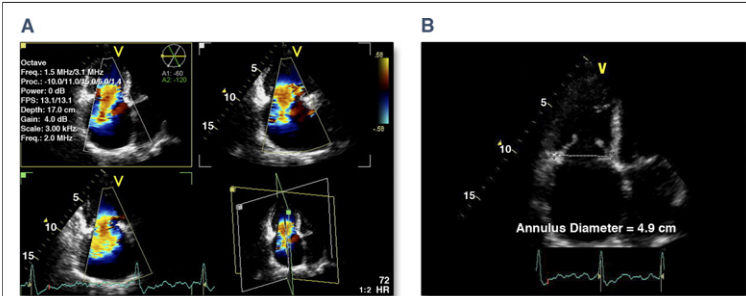 A
B
V
Octave
Freq.: 1.5 MHz/3.1 MHz
Power: 0 dB
FPS: 13.1/13.1
Depth: 17.0 cm
Gain: 4.0 dB
Scale: 3.00 kHz
Freq.: 2.0 MHz
A1: -60
A2: -120
V
5
10
15
.58
-.58
V
5
10
15
72
1:2 HR
V
5
10
15
Annulus Diameter = 4.9 cm